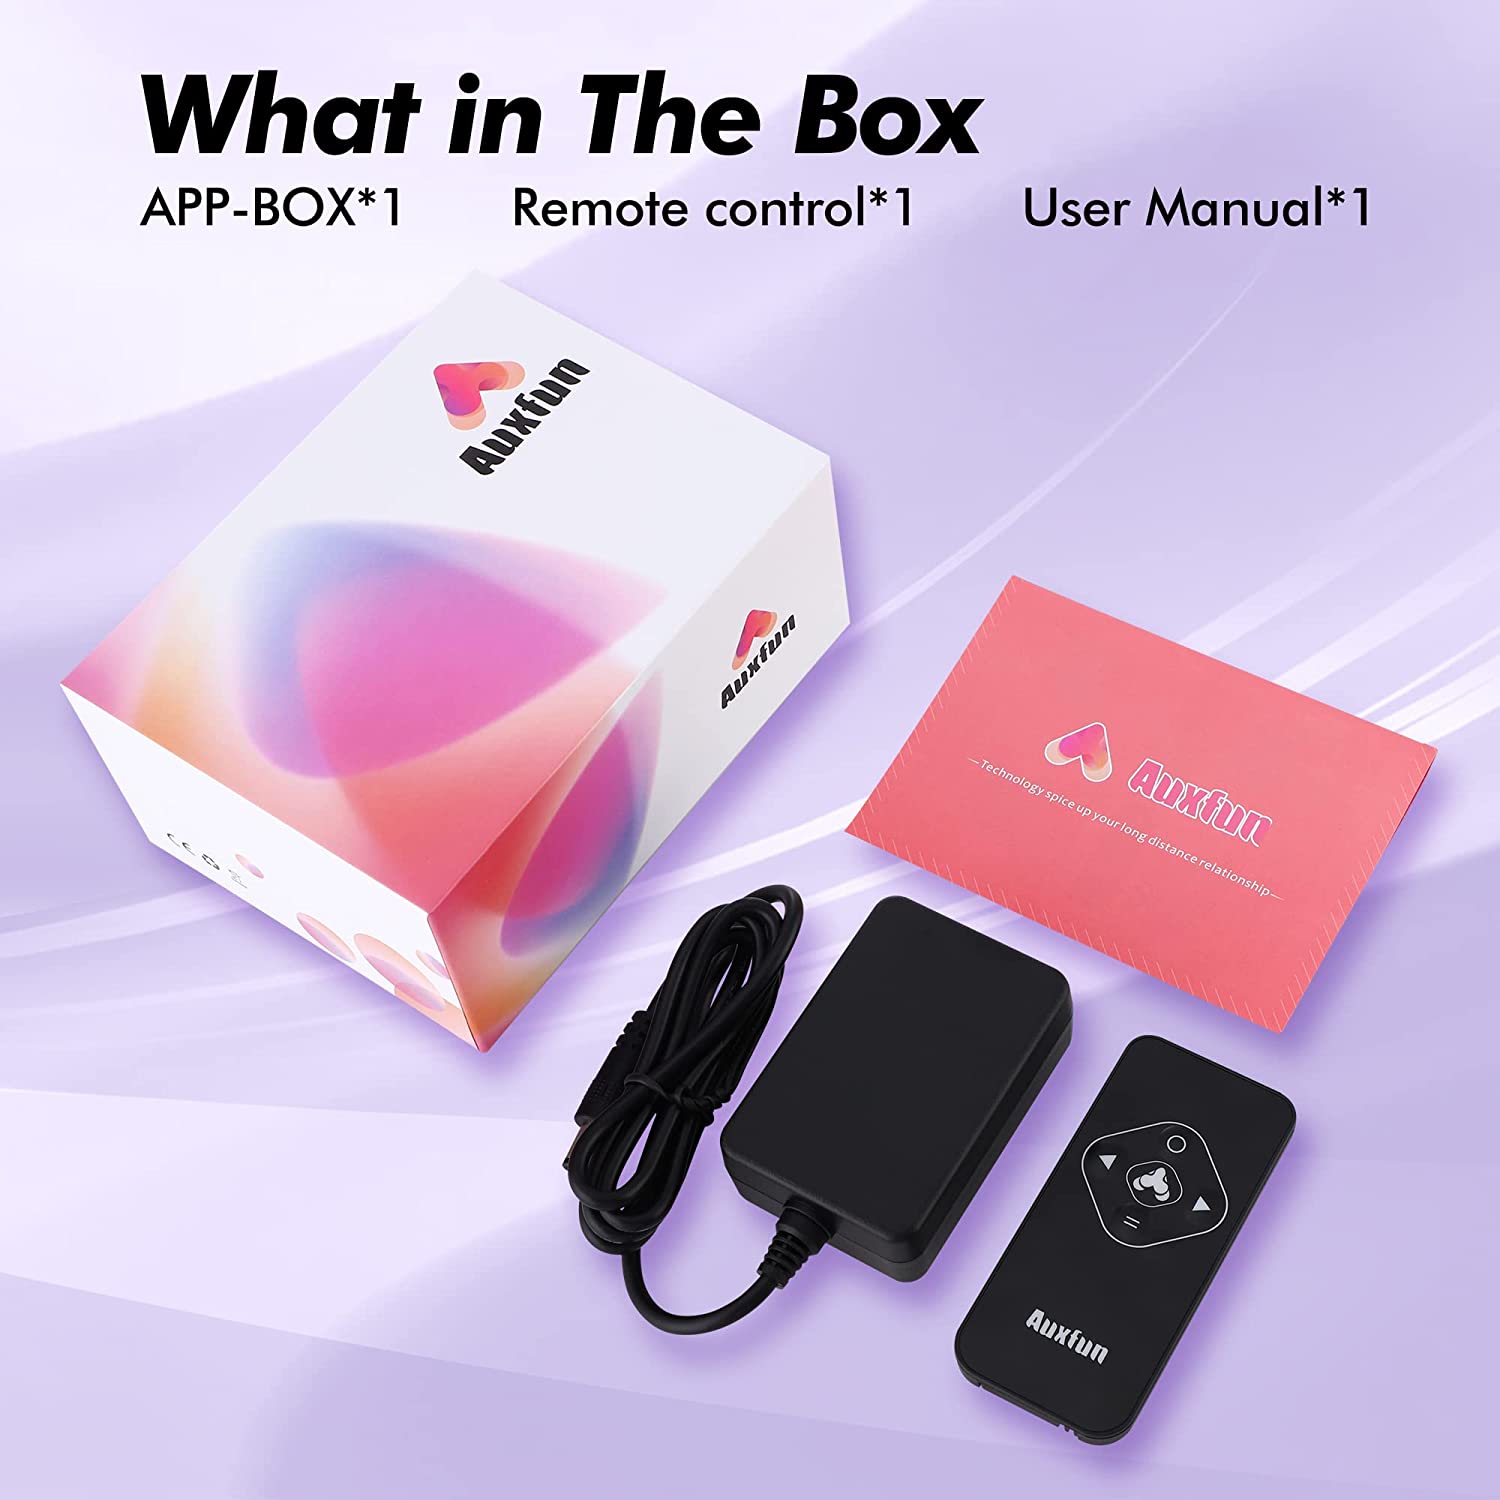 What in The Box
APP-BOX*1 Remote control*1 User Manual*1
Auxfun
Auxfun
Auxfun
—Technology spice up your long distance relationship—
Auxfun